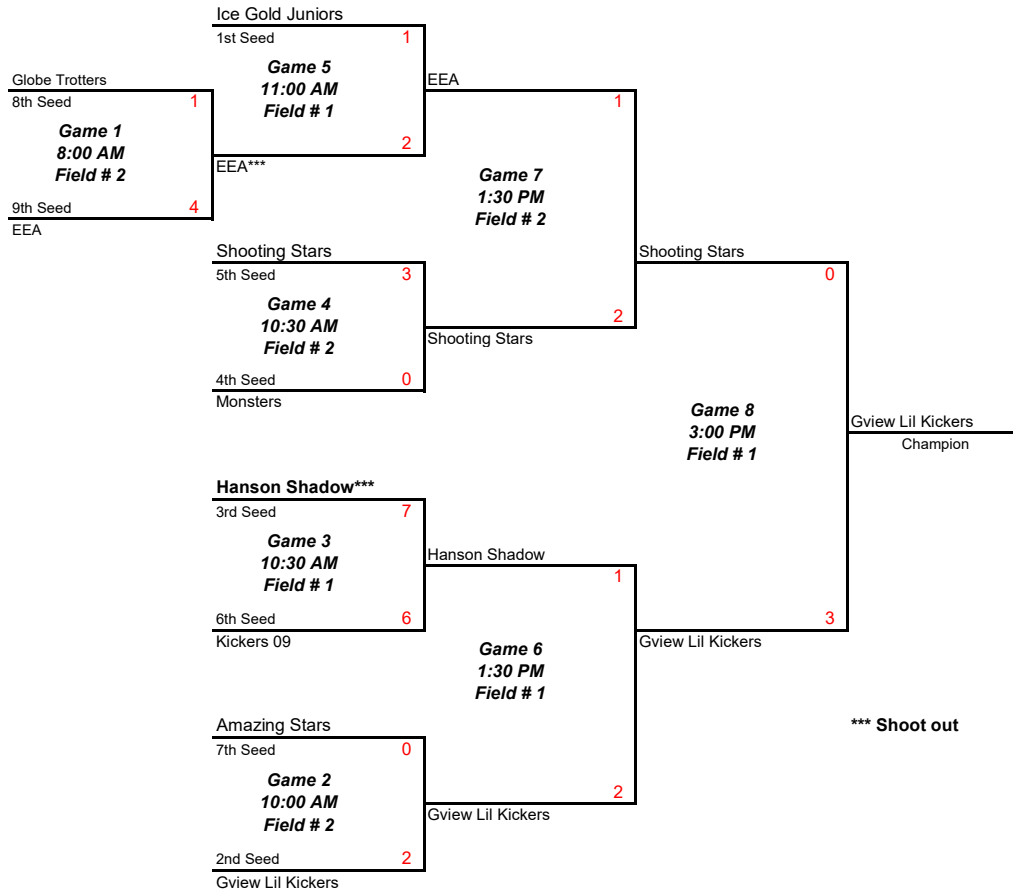 Ice Gold Juniors
1st Seed 1
Game 5
11:00 AM
Field # 1
2
EEA***
Globe Trotters
8th Seed 1
Game 1
8:00 AM
Field # 2
9th Seed 4
EEA
EEA
1
Game 7
1:30 PM
Field # 2
2
Shooting Stars
Shooting Stars
5th Seed 3
Game 4
10:30 AM
Field # 2
4th Seed 0
Monsters
Shooting Stars
0
Game 8
3:00 PM
Field # 1
3
Gview Lil Kickers
Gview Lil Kickers
Champion
Hanson Shadow***
3rd Seed 7
Game 3
10:30 AM
Field # 1
6th Seed 6
Kickers 09
Hanson Shadow
1
Game 6
1:30 PM
Field # 1
2
Gview Lil Kickers
Amazing Stars
7th Seed 0
Game 2
10:00 AM
Field # 2
2nd Seed 2
Gview Lil Kickers
*** Shoot out